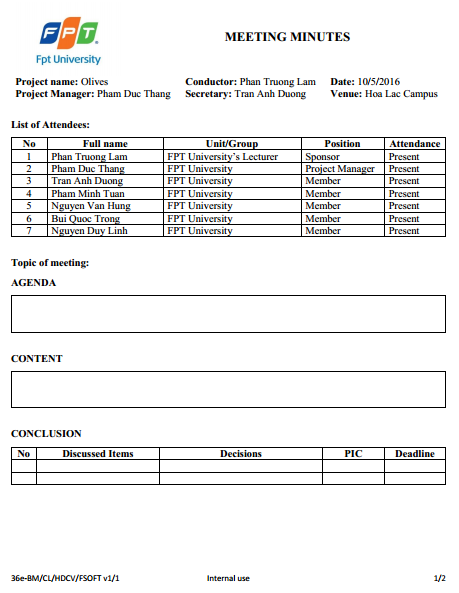 FPT.
Fpt University
MEETING MINUTES
Project name: Olives Conductor: Phan Truong Lam Date: 10/5/2016
Project Manager: Pham Duc Thang Secretary: Tran Anh Duong Venue: Hoa Lac Campus
List of Attendees:
No Full name Unit/Group Position Attendance
1 Phan Truong Lam FPT University's Lecturer Sponsor Present
2 Pham Duc Thang FPT University Project Manager Present
3 Tran Anh Duong FPT University Member Present
4 Pham Minh Tuan FPT University Member Present
5 Nguyen Van Hung FPT University Member Present
6 Bui Quoc Trong FPT University Member Present
7 Nguyen Duy Linh FPT University Member Present
Topic of meeting:
AGENDA
CONTENT
CONCLUSION
No Discussed Items Decisions PIC Deadline
36e-BM/CL/HDCV/FSOFT v1/1 Internal use 1/2